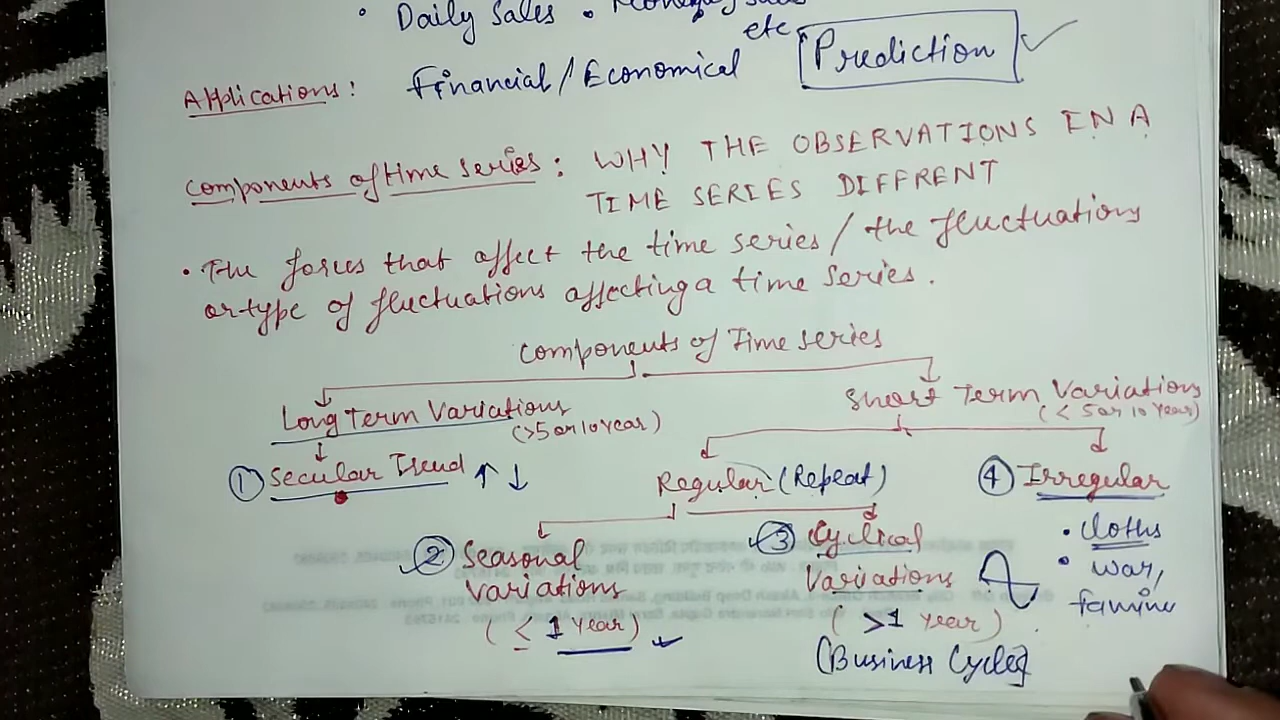 • Daily Sales •
etc.
Applications: Financial/Economical Prediction
Components of time series: WHY THE OBSERVATIONS IN A
TIME SERIES DIFFRENT
• The forces that affect the time series/the fluctuations
or type of fluctuations affecting a time series.
Components of Time series
Long Term Variations
(>5 or 10 year)
Short Term Variations
(< 5 or 10 Year)
① Secular Trend ↑ ↓
Regular (Repeat)
④ Irregular
② Seasonal
Variations
(≤ 1 year)
③ Cyclical
Variations
(>1 year)
(Business Cycle)
• Cloths
• War,
famine